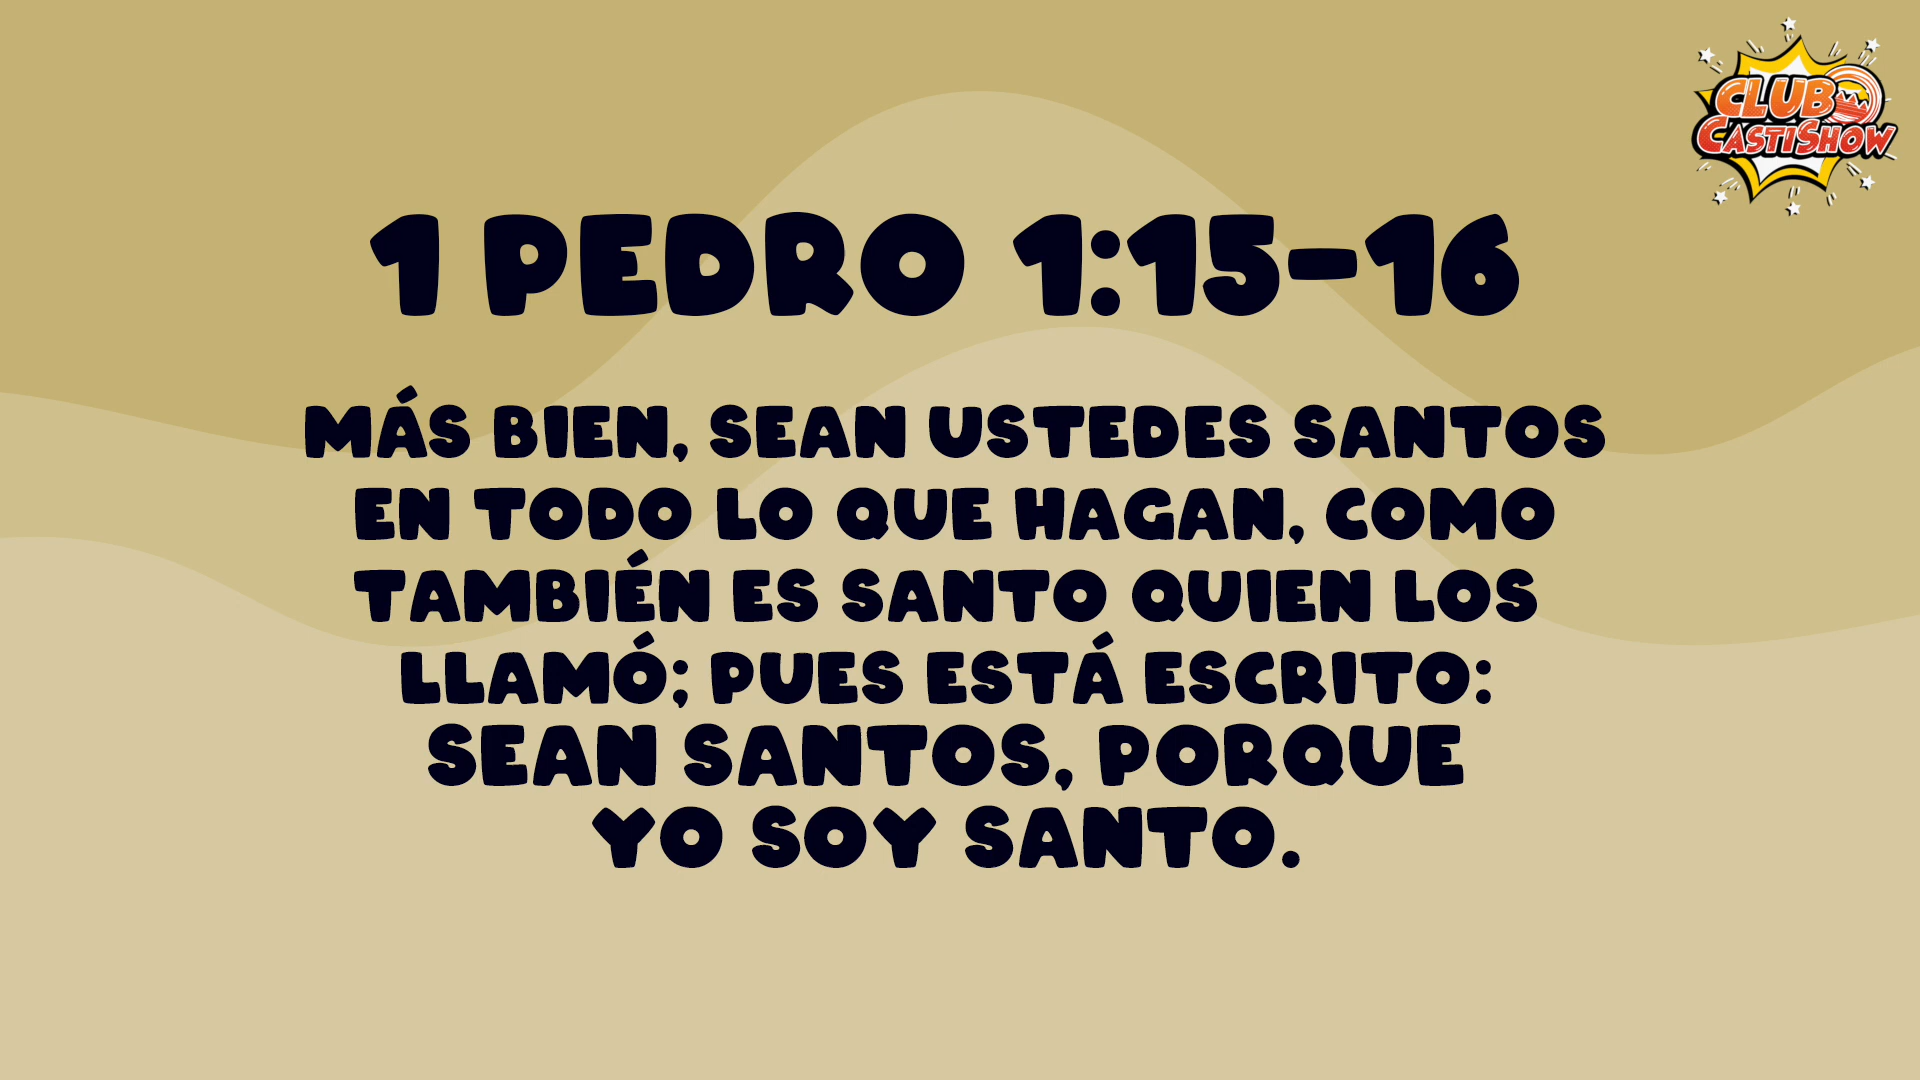 CLUB
CASTISHOW
1 PEDRO 1:15-16
MÁS BIEN, SEAN USTEDES SANTOS
EN TODO LO QUE HAGAN, COMO
TAMBIÉN ES SANTO QUIEN LOS
LLAMÓ; PUES ESTÁ ESCRITO:
SEAN SANTOS, PORQUE
YO SOY SANTO.